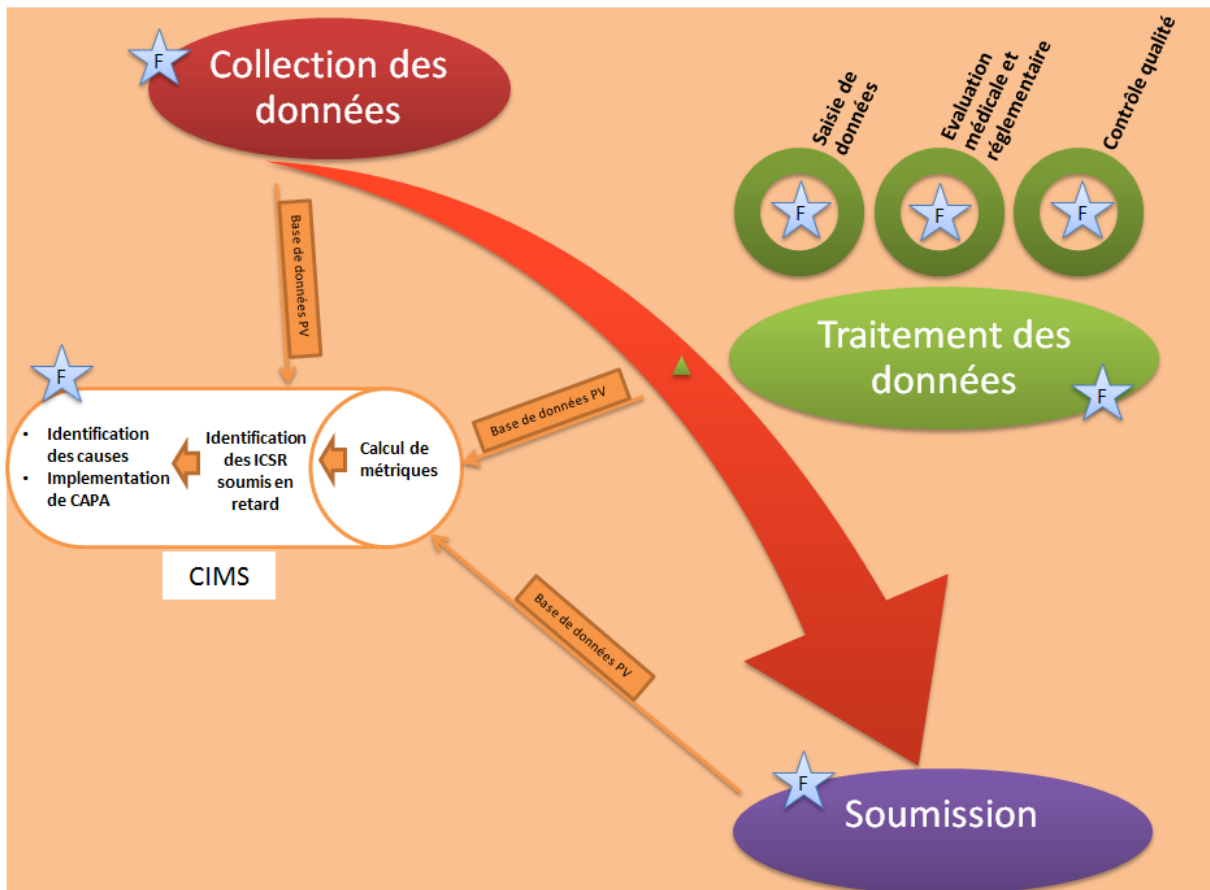 F
Collection des
données
Saisie de
données
Evaluation
médicale et
réglementaire
Contrôle qualité
F
F
F
Traitement des
données
F
Base de données PV
Base de données PV
Base de données PV
F
• Identification
des causes
• Implementation
de CAPA
Identification
des ICSR
soumis en
retard
Calcul de
métriques
CIMS
F
Soumission